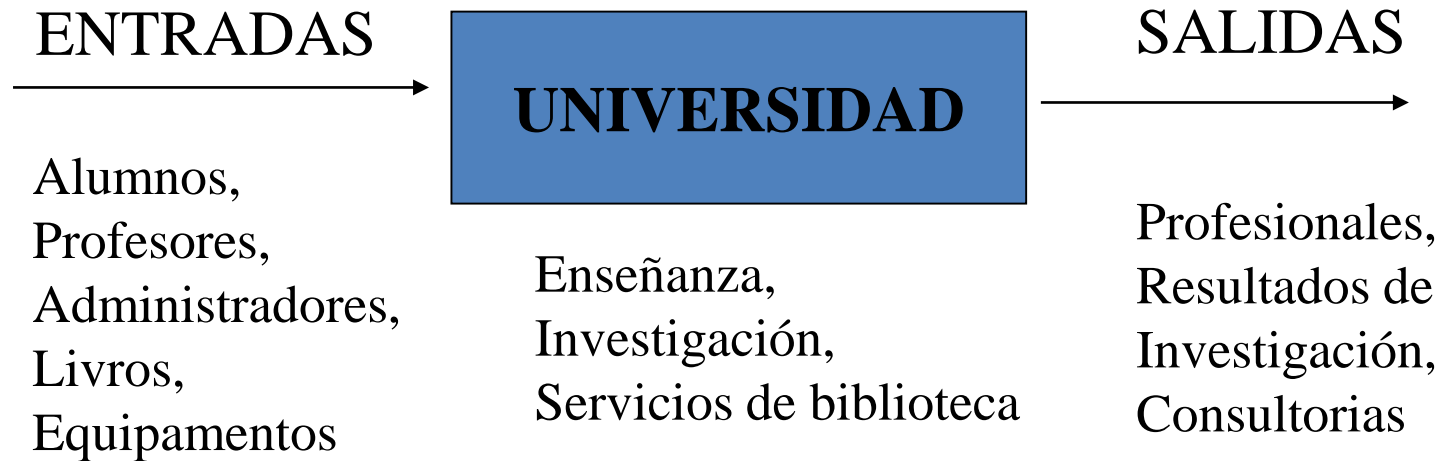 ENTRADAS
Alumnos,
Profesores,
Administradores,
Livros,
Equipamentos
UNIVERSIDAD
Enseñanza,
Investigación,
Servicios de biblioteca
SALIDAS
Profesionales,
Resultados de
Investigación,
Consultorias